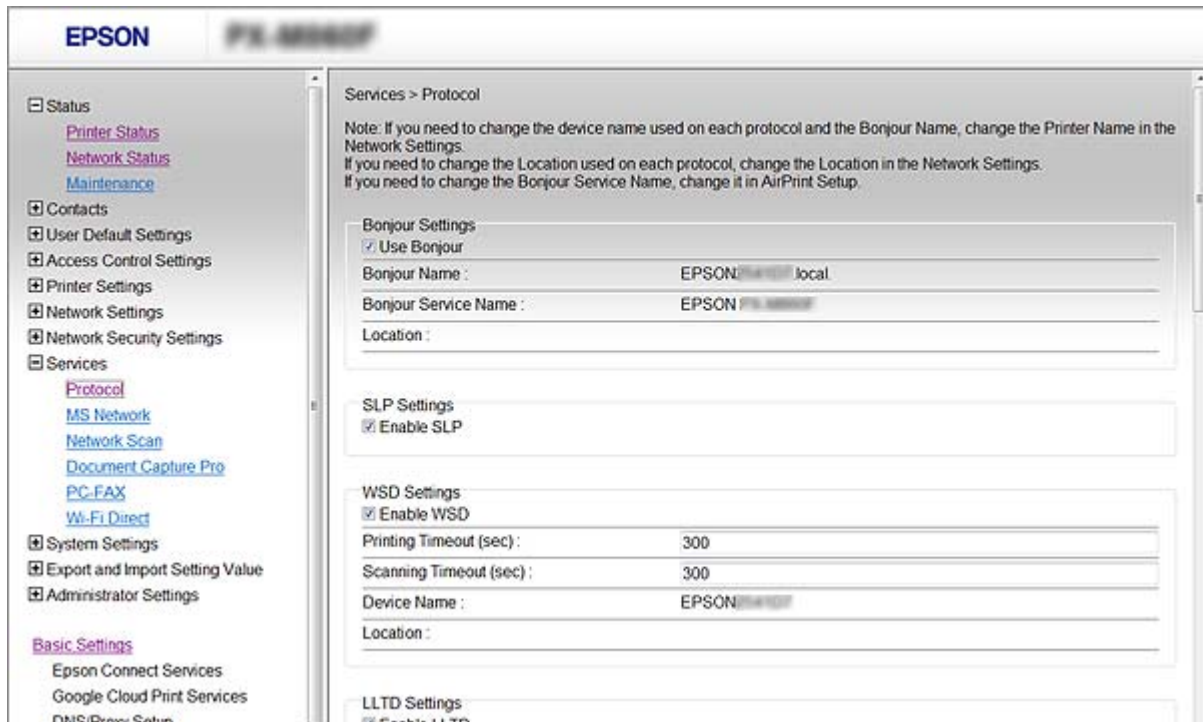 EPSON
Status
Printer Status
Network Status
Maintenance
Contacts
User Default Settings
Access Control Settings
Printer Settings
Network Settings
Network Security Settings
Services
Protocol
MS Network
Network Scan
Document Capture Pro
PC-FAX
Wi-Fi Direct
System Settings
Export and Import Setting Value
Administrator Settings
Basic Settings
Epson Connect Services
Google Cloud Print Services
DNS/Proxy Setup
Services > Protocol
Note: If you need to change the device name used on each protocol and the Bonjour Name, change the Printer Name in the
Network Settings.
If you need to change the Location used on each protocol, change the Location in the Network Settings.
If you need to change the Bonjour Service Name, change it in AirPrint Setup.
Bonjour Settings
Use Bonjour
Bonjour Name : EPSON .local.
Bonjour Service Name : EPSON
Location :
SLP Settings
Enable SLP
WSD Settings
Enable WSD
Printing Timeout (sec) : 300
Scanning Timeout (sec) : 300
Device Name : EPSON
Location :
LLTD Settings
Enable LLTD